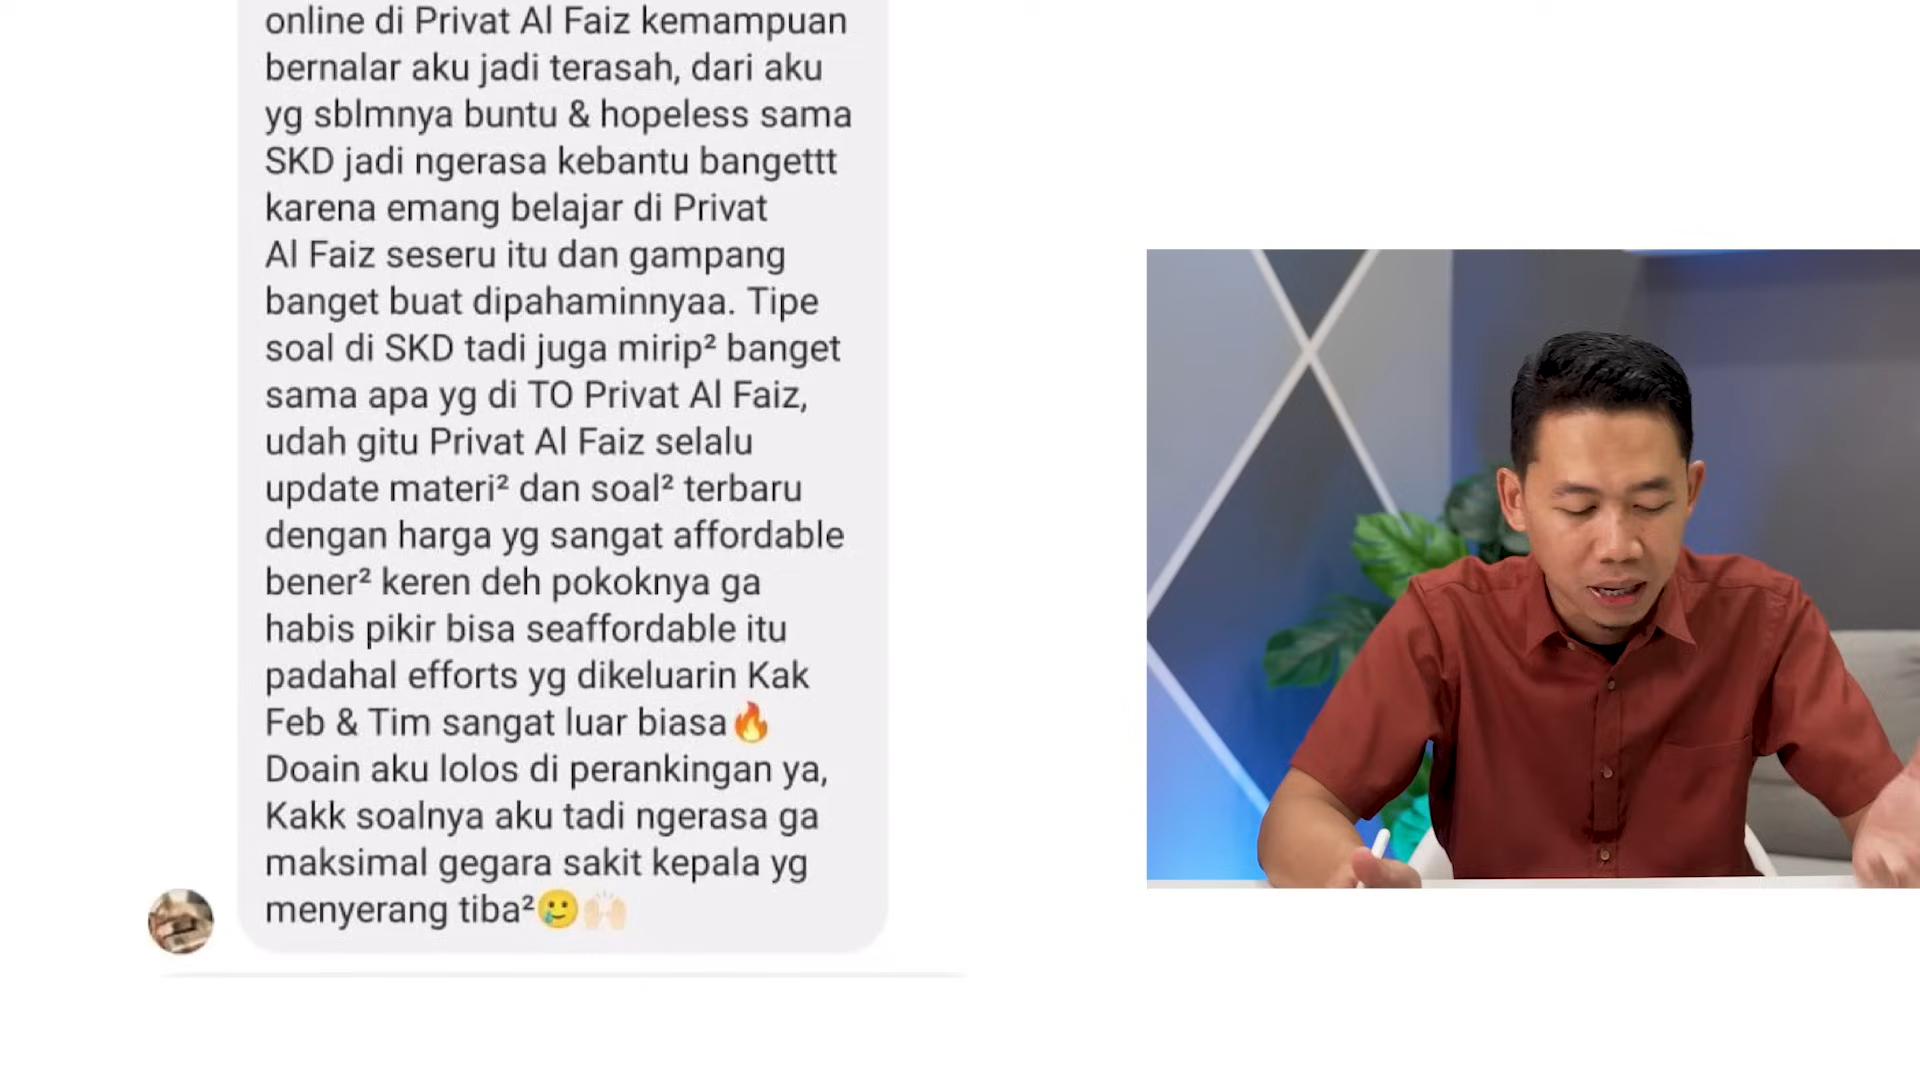 online di Privat Al Faiz kemampuan
bernalar aku jadi terasah, dari aku
yg sblmnya buntu & hopeless sama
SKD jadi ngerasa kebantu bangettt
karena emang belajar di Privat
Al Faiz seseru itu dan gampang
banget buat dipahaminnyaa. Tipe
soal di SKD tadi juga mirip² banget
sama apa yg di TO Privat Al Faiz,
udah gitu Privat Al Faiz selalu
update materi² dan soal² terbaru
dengan harga yg sangat affordable
bener² keren deh pokoknya ga
habis pikir bisa seaffordable itu
padahal efforts yg dikeluarin Kak
Feb & Tim sangat luar biasa🔥
Doain aku lolos di perankingan ya,
Kakk soalnya aku tadi ngerasa ga
maksimal gegara sakit kepala yg
menyerang tiba²🥲🙌🏻